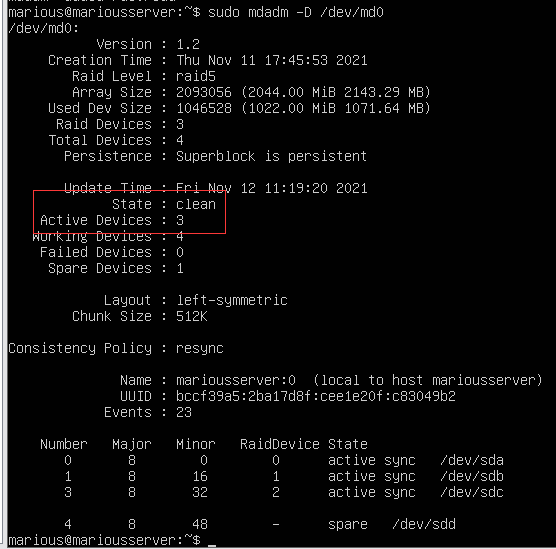 marious@mariousserver:~$ sudo mdadm -D /dev/md0
/dev/md0:
Version : 1.2
Creation Time : Thu Nov 11 17:45:53 2021
Raid Level : raid5
Array Size : 2093056 (2044.00 MiB 2143.29 MB)
Used Dev Size : 1046528 (1022.00 MiB 1071.64 MB)
Raid Devices : 3
Total Devices : 4
Persistence : Superblock is persistent
Update Time : Fri Nov 12 11:19:20 2021
State : clean
Active Devices : 3
Working Devices : 4
Failed Devices : 0
Spare Devices : 1
Layout : left-symmetric
Chunk Size : 512K
Consistency Policy : resync
Name : mariousserver:0 (local to host mariousserver)
UUID : bccf39a5:2ba17d8f:cee1e20f:c83049b2
Events : 23
Number Major Minor RaidDevice State
0 8 0 0 active sync /dev/sda
1 8 16 1 active sync /dev/sdb
3 8 32 2 active sync /dev/sdc
4 8 48 - spare /dev/sdd
marious@mariousserver:~$ _